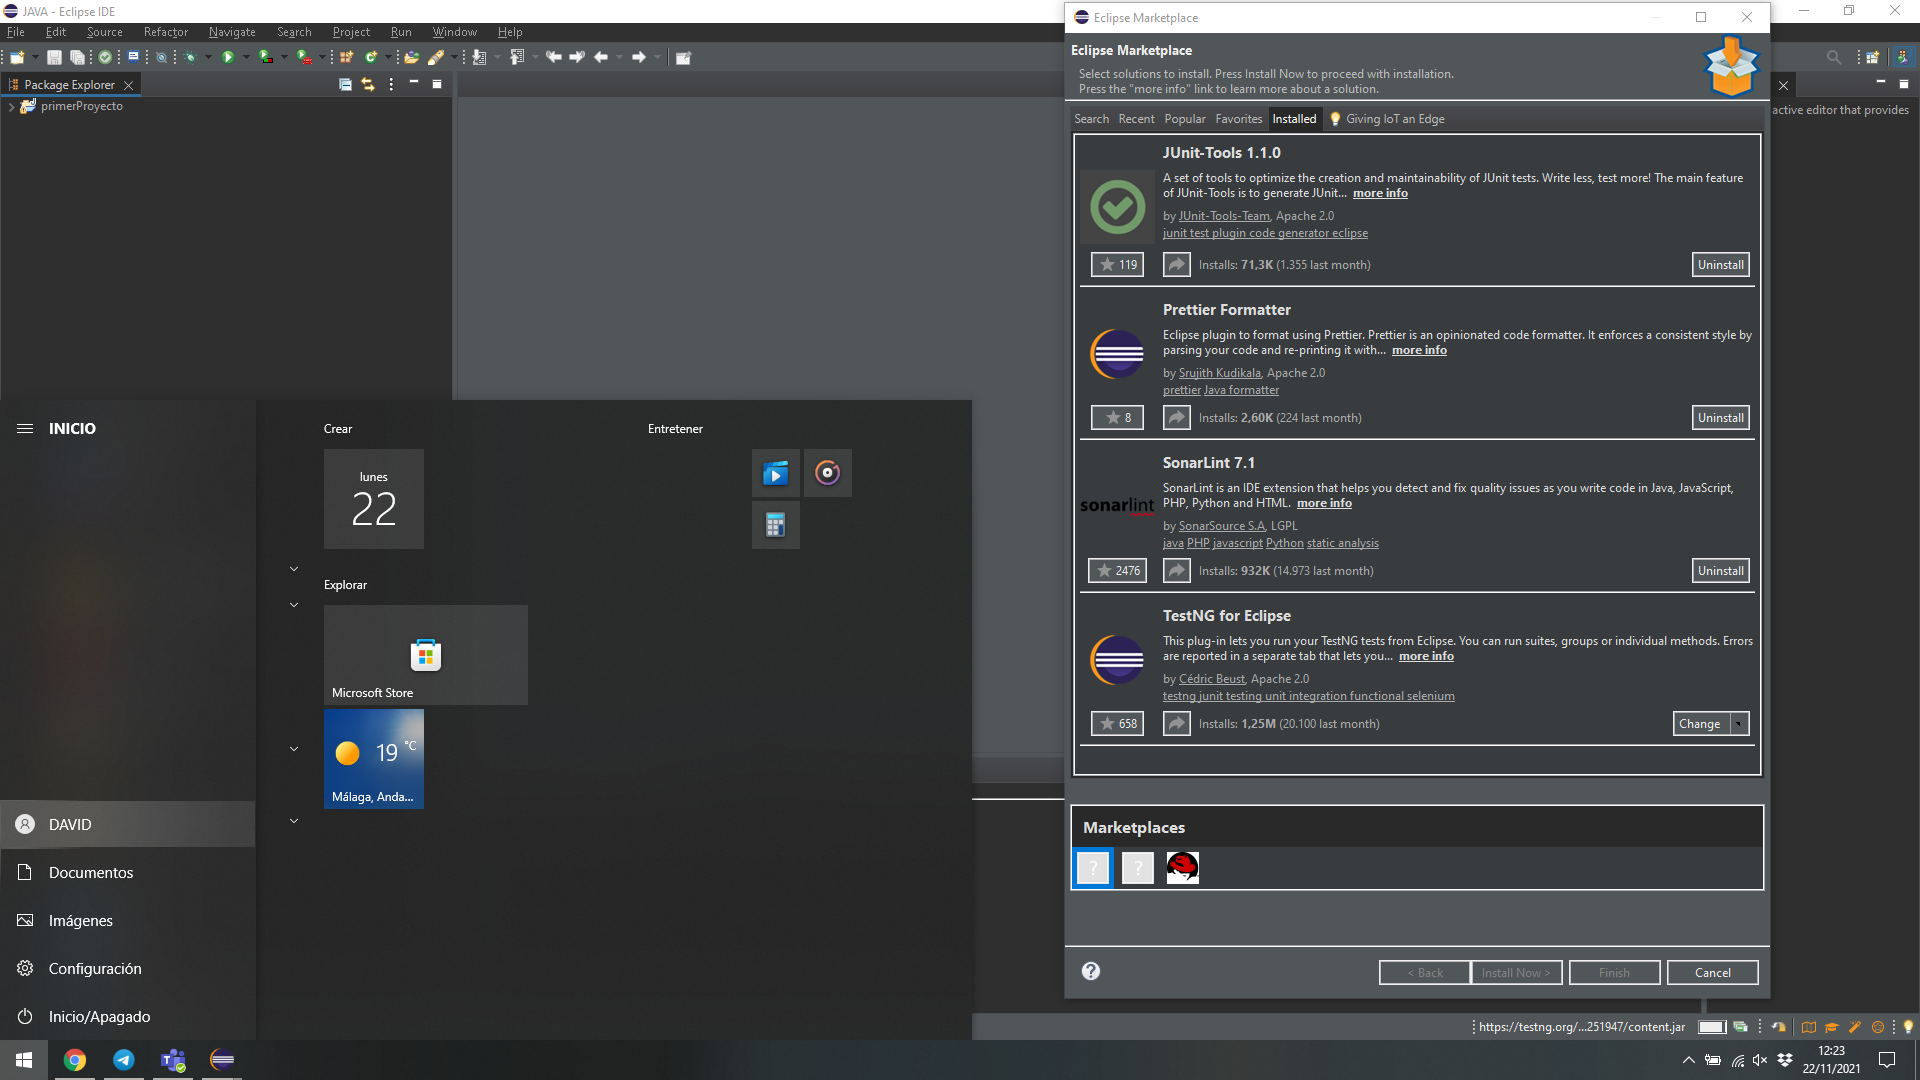 JAVA - Eclipse IDE
File Edit Source Refactor Navigate Search Project Run Window Help
Package Explorer
primerProyecto
active editor that provides
Eclipse Marketplace
Eclipse Marketplace
Select solutions to install. Press Install Now to proceed with installation.
Press the "more info" link to learn more about a solution.
Search Recent Popular Favorites Installed Giving IoT an Edge
JUnit-Tools 1.1.0
A set of tools to optimize the creation and maintainability of JUnit tests. Write less, test more! The main feature
of JUnit-Tools is to generate JUnit... more info
by JUnit-Tools-Team, Apache 2.0
junit test plugin code generator eclipse
119 Installs: 71,3K (1.355 last month) Uninstall
Prettier Formatter
Eclipse plugin to format using Prettier. Prettier is an opinionated code formatter. It enforces a consistent style by
parsing your code and re-printing it with... more info
by Srujith Kudikala, Apache 2.0
prettier Java formatter
8 Installs: 2,60K (224 last month) Uninstall
SonarLint 7.1
sonarlint
SonarLint is an IDE extension that helps you detect and fix quality issues as you write code in Java, JavaScript,
PHP, Python and HTML. more info
by SonarSource S.A, LGPL
java PHP javascript Python static analysis
2476 Installs: 932K (14.973 last month) Uninstall
TestNG for Eclipse
This plug-in lets you run your TestNG tests from Eclipse. You can run suites, groups or individual methods. Errors
are reported in a separate tab that lets you... more info
by Cédric Beust, Apache 2.0
testng junit testing unit integration functional selenium
658 Installs: 1,25M (20.100 last month) Change
Marketplaces
? ?
? < Back Install Now > Finish Cancel
https://testng.org/...251947/content.jar
INICIO
Crear
Entretener
lunes
22
Explorar
Microsoft Store
19 °C
Málaga, Anda...
DAVID
Documentos
Imágenes
Configuración
Inicio/Apagado
12:23
22/11/2021